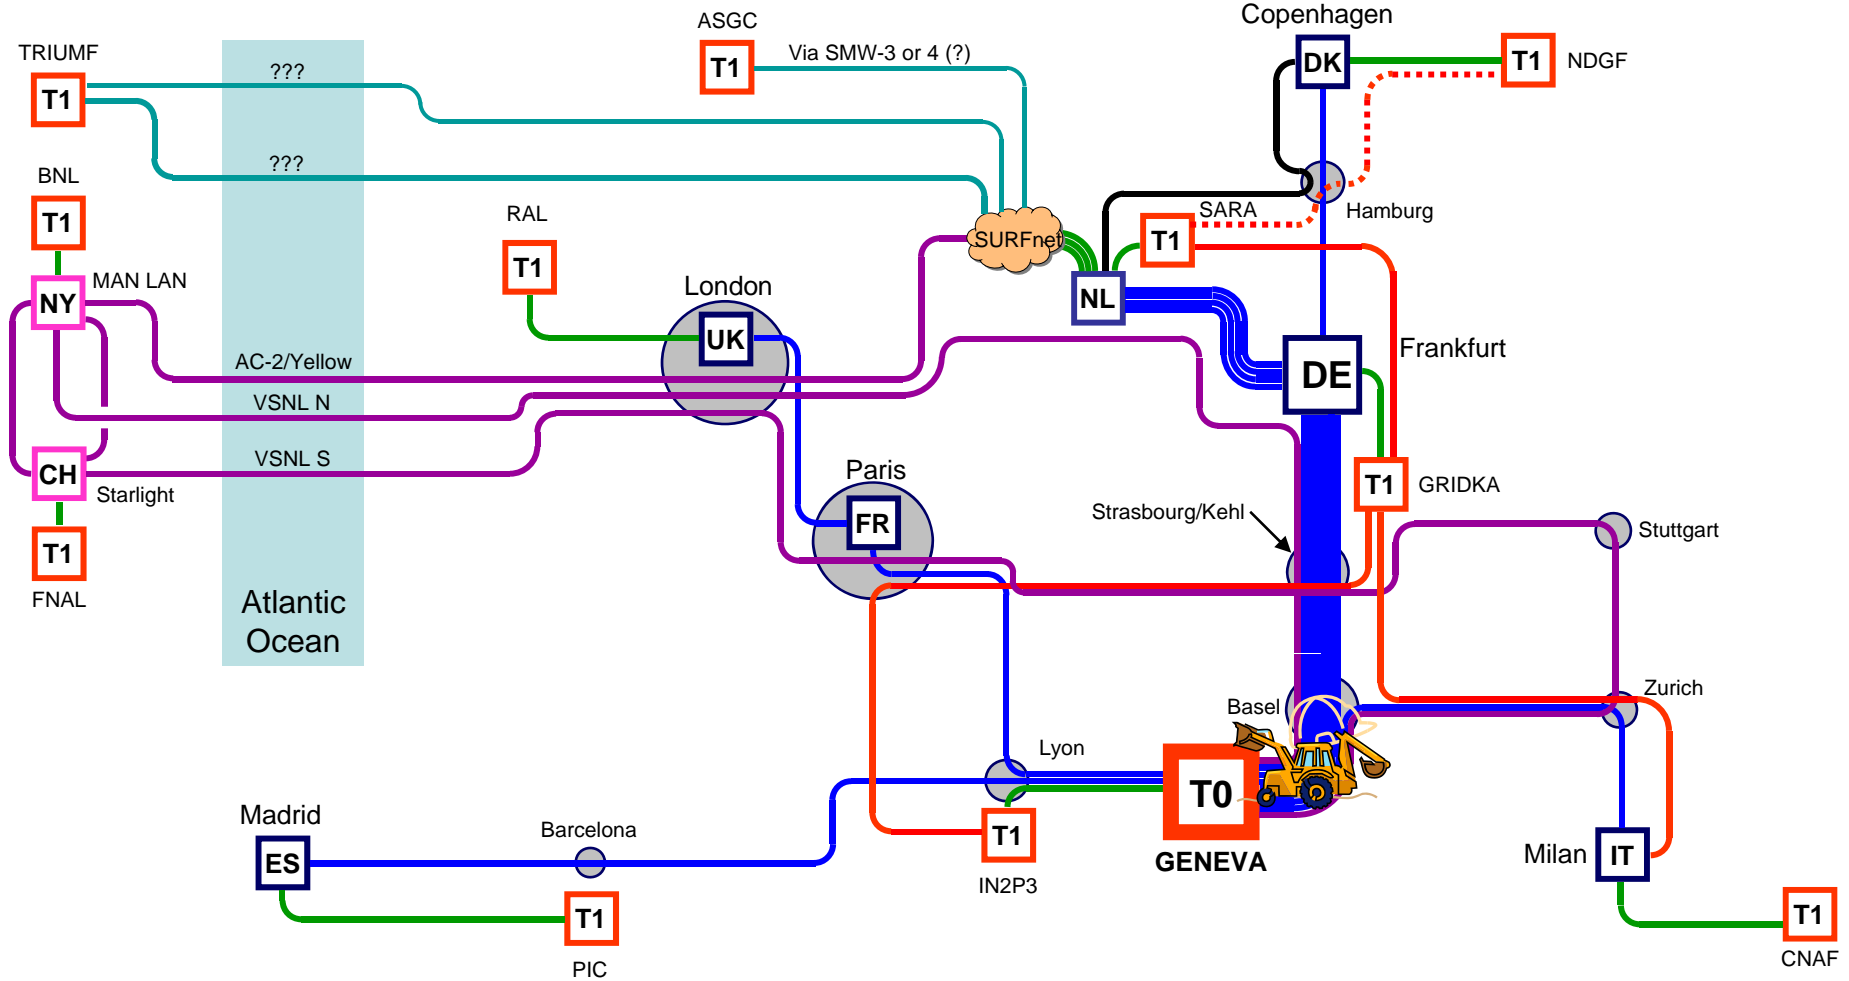 Copenhagen
ASGC
TRIUMF
Via SMW-3 or 4 (?)
DK
T1
NDGF
T1
???
T1
???
BNL
RAL
SARA
Hamburg
T1
SURFnet
T1
T1
MAN LAN
London
NY
NL
UK
Frankfurt
AC-2/Yellow
DE
VSNL N
VSNL S
Paris
CH
Starlight
T1
GRIDKA
Strasbourg/Kehl
FR
Stuttgart
T1
FNAL
Atlantic
Ocean
Zurich
Basel
Lyon
T0
Madrid
Barcelona
T1
GENEVA
Milan
IT
ES
IN2P3
T1
T1
PIC
CNAF